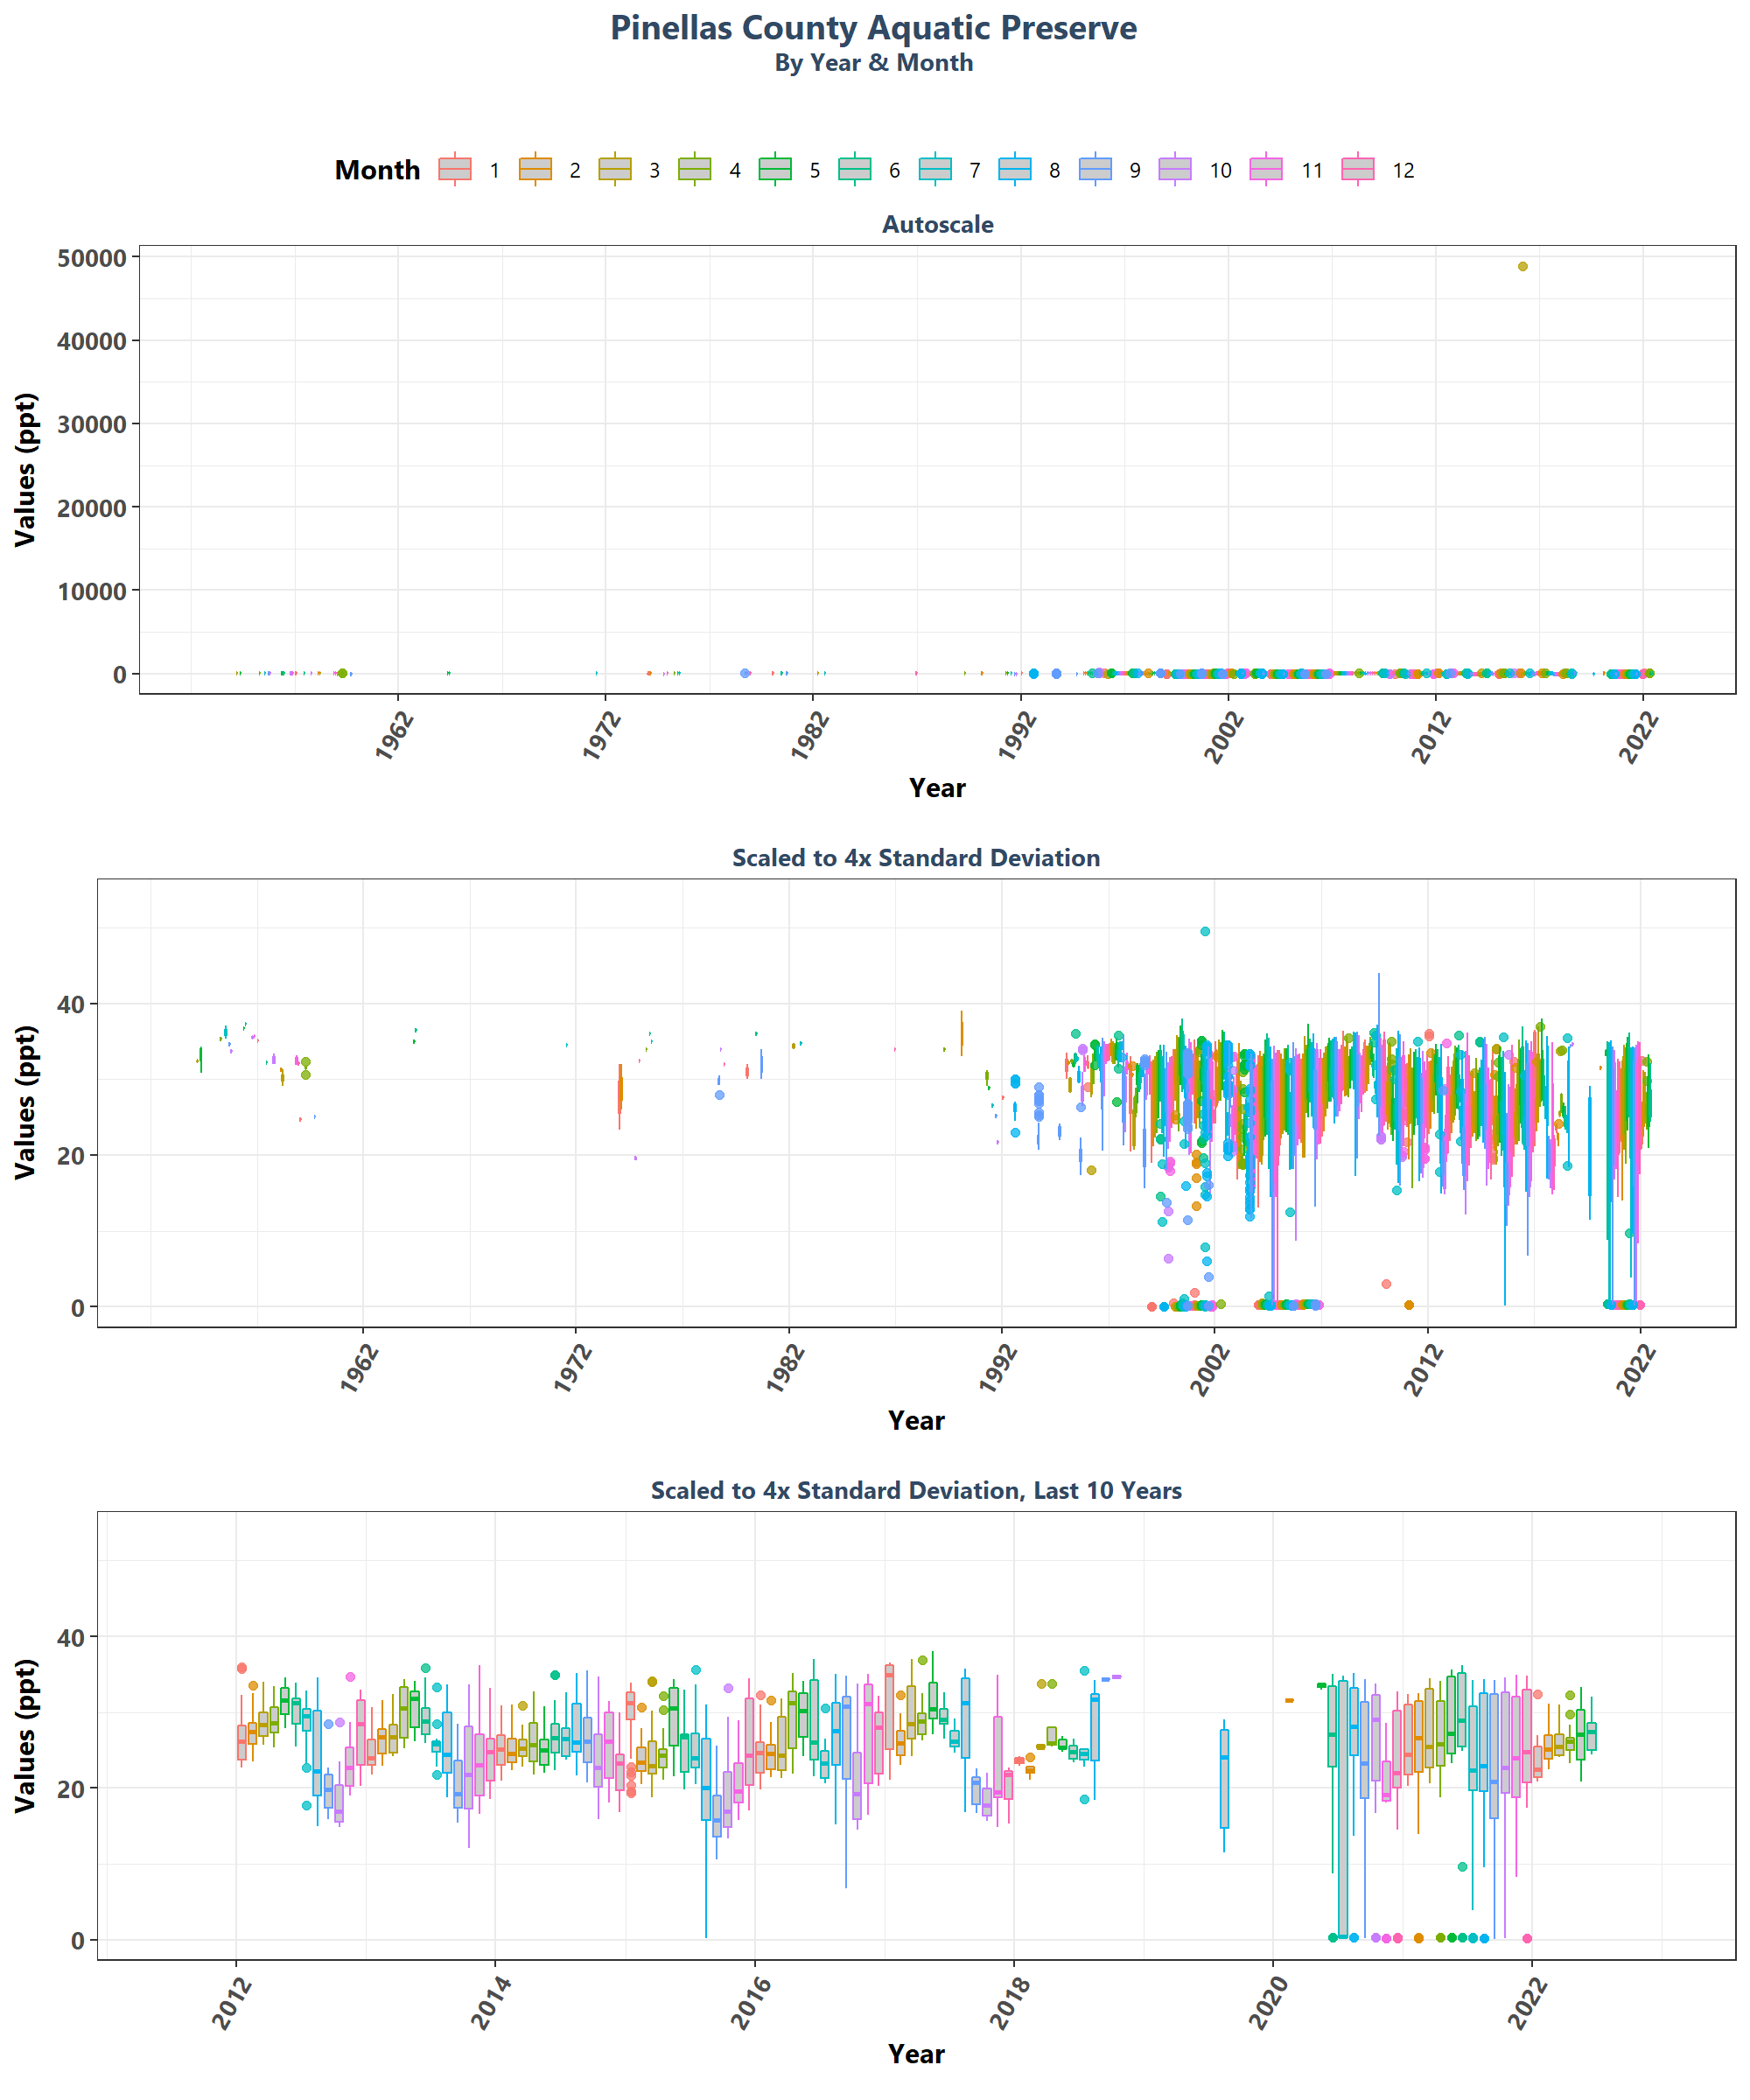 Pinellas County Aquatic Preserve
By Year & Month
Month 1 2 3 4 5 6 7 8 9 10 11 12
Autoscale
50000
40000
30000
20000
10000
0
Values (ppt)
1962 1972 1982 1992 2002 2012 2022
Year
Scaled to 4x Standard Deviation
40
20
0
Values (ppt)
1962 1972 1982 1992 2002 2012 2022
Year
Scaled to 4x Standard Deviation, Last 10 Years
40
20
0
Values (ppt)
2012 2014 2016 2018 2020 2022
Year